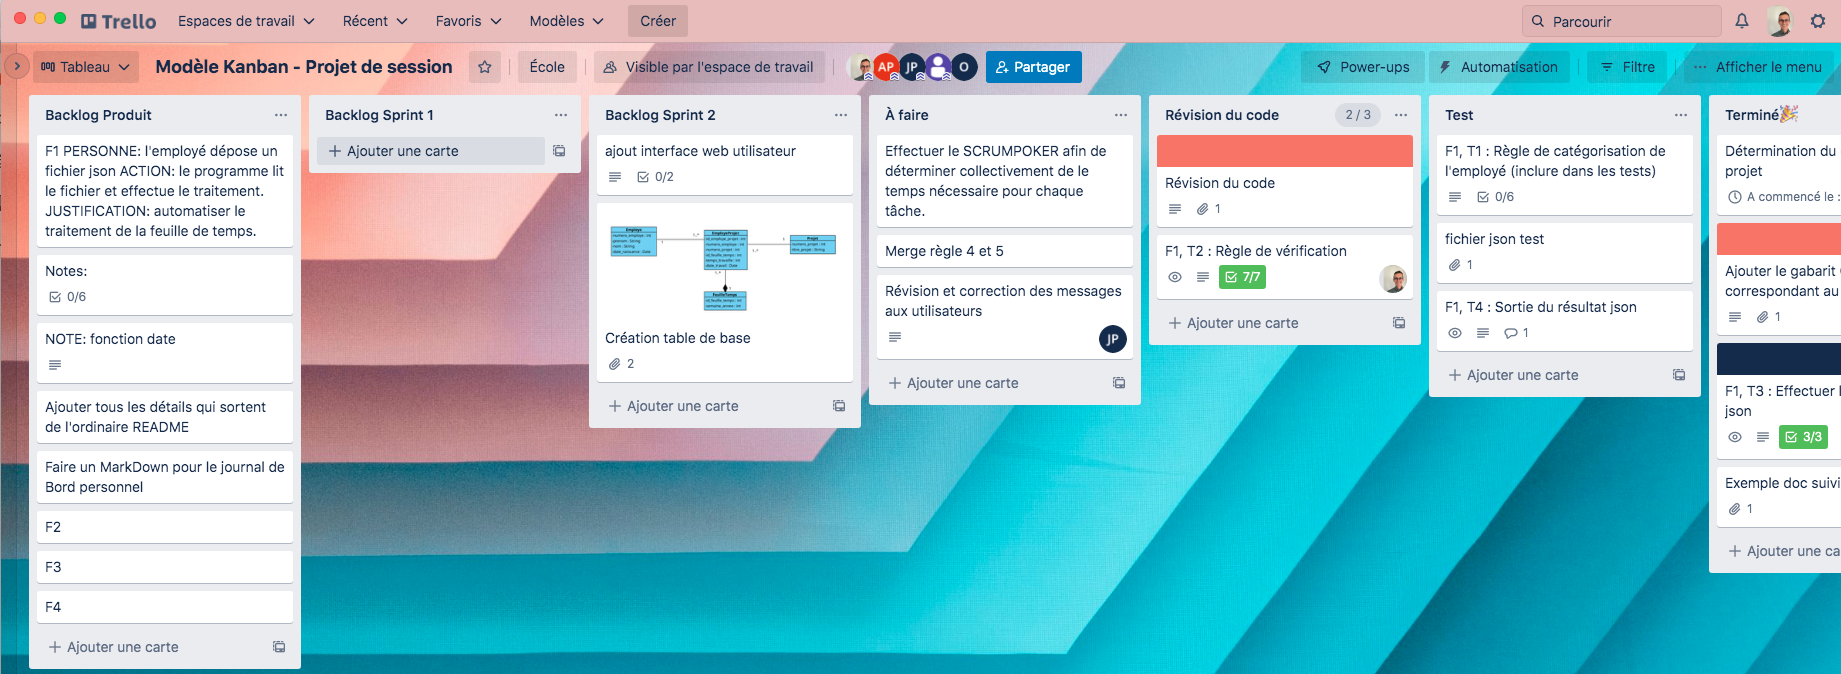 Trello
Espaces de travail
Récent
Favoris
Modèles
Créer
Parcourir
Tableau
Modèle Kanban - Projet de session
École
Visible par l'espace de travail
AP
JP
O
Partager
Power-ups
Automatisation
Filtre
Afficher le menu
Backlog Produit
F1 PERSONNE: l'employé dépose un
fichier json ACTION: le programme lit
le fichier et effectue le traitement.
JUSTIFICATION: automatiser le
traitement de la feuille de temps.
Notes:
0/6
NOTE: fonction date
Ajouter tous les détails qui sortent
de l'ordinaire README
Faire un MarkDown pour le journal de
Bord personnel
F2
F3
F4
Ajouter une carte
Backlog Sprint 1
Ajouter une carte
Backlog Sprint 2
ajout interface web utilisateur
0/2
Création table de base
2
Ajouter une carte
À faire
Effectuer le SCRUMPOKER afin de
déterminer collectivement de le
temps nécessaire pour chaque
tâche.
Merge règle 4 et 5
Révision et correction des messages
aux utilisateurs
JP
Ajouter une carte
Révision du code
2 / 3
Révision du code
1
F1, T2 : Règle de vérification
7/7
Ajouter une carte
Test
F1, T1 : Règle de catégorisation de
l'employé (inclure dans les tests)
0/6
fichier json test
1
F1, T4 : Sortie du résultat json
1
Ajouter une carte
Terminé🎉
Détermination du
projet
A commencé le :
Ajouter le gabarit
correspondant au
1
F1, T3 : Effectuer
json
3/3
Exemple doc suivi
1
Ajouter une ca